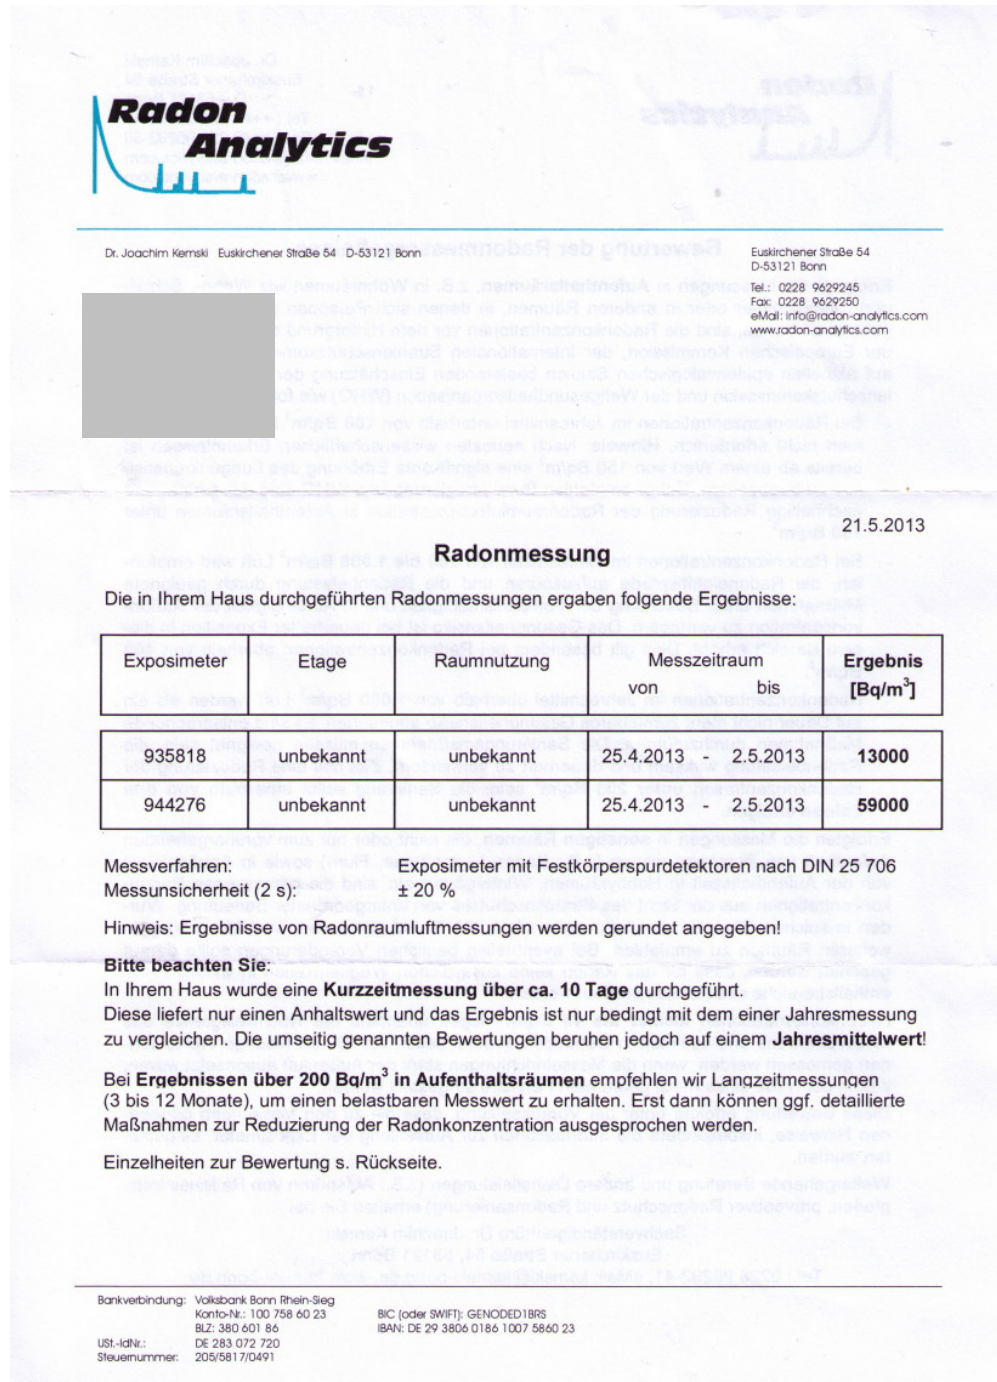 Radon
Analytics
Dr. Joachim Kemski Euskirchener Straße 54 D-53121 Bonn
Euskirchener Straße 54
D-53121 Bonn
Tel.: 0228 9629245
Fax: 0228 9629250
eMail: info@radon-analytics.com
www.radon-analytics.com
21.5.2013
Radonmessung
Die in Ihrem Haus durchgeführten Radonmessungen ergaben folgende Ergebnisse:
Exposimeter Etage Raumnutzung Messzeitraum Ergebnis
von bis [Bq/m³]
935818 unbekannt unbekannt 25.4.2013 - 2.5.2013 13000
944276 unbekannt unbekannt 25.4.2013 - 2.5.2013 59000
Messverfahren: Exposimeter mit Festkörperspurdetektoren nach DIN 25 706
Messunsicherheit (2 s): ± 20 %
Hinweis: Ergebnisse von Radonraumluftmessungen werden gerundet angegeben!
Bitte beachten Sie:
In Ihrem Haus wurde eine Kurzzeitmessung über ca. 10 Tage durchgeführt.
Diese liefert nur einen Anhaltswert und das Ergebnis ist nur bedingt mit dem einer Jahresmessung
zu vergleichen. Die umseitig genannten Bewertungen beruhen jedoch auf einem Jahresmittelwert!
Bei Ergebnissen über 200 Bq/m³ in Aufenthaltsräumen empfehlen wir Langzeitmessungen
(3 bis 12 Monate), um einen belastbaren Messwert zu erhalten. Erst dann können ggf. detaillierte
Maßnahmen zur Reduzierung der Radonkonzentration ausgesprochen werden.
Einzelheiten zur Bewertung s. Rückseite.
Bankverbindung: Volksbank Bonn Rhein-Sieg
Konto-Nr.: 100 758 60 23 BIC (oder SWIFT): GENODED1BRS
BLZ: 380 601 86 IBAN: DE 29 3806 0186 1007 5860 23
USt.-IdNr.: DE 283 072 720
Steuernummer: 205/5817/0491